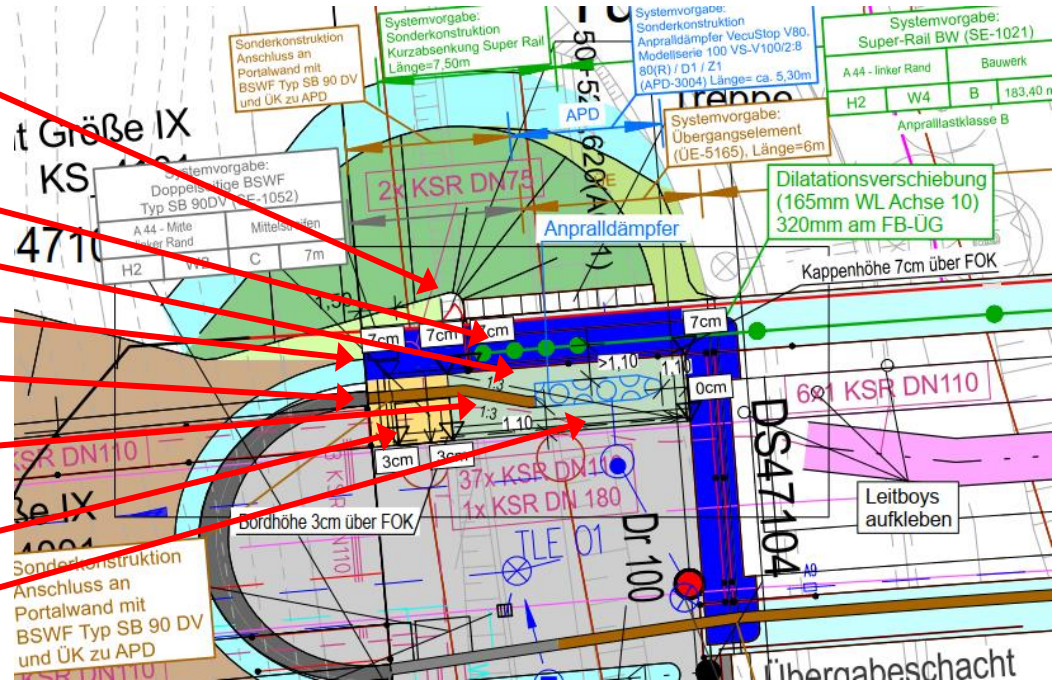 Sonderkonstruktion
Anschluss an
Portalwand mit
BSWF Typ SB 90 DV
und ÜK zu APD
Systemvorgabe:
Sonderkonstruktion
Kurzabsenkung Super Rail
Länge=7,50m
Systemvorgabe:
Sonderkonstruktion
Anpralldämpfer VecuStop V80,
Modellserie 100 VS-V100/2:8
80(R) / D1 / Z1
(APD-3004) Länge= ca. 5,30m
Systemvorgabe:
Super-Rail BW (SE-1021)
A 44 - linker Rand
Bauwerk
H2
W4
B
183,40 m
Anpralllastklasse B
Treppe
APD
Systemvorgabe:
Übergangselement
(ÜE-5165), Länge=6m
t Größe IX
Systemvorgabe:
Doppelseitige BSWF
Typ SB 90DV (SE-1052)
A 44 - Mitte
linker Rand
Mittelstreifen
H2
W2
C
7m
2x KSR DN75
Anpralldämpfer
Dilatationsverschiebung
(165mm WL Achse 10)
320mm am FB-ÜG
Kappenhöhe 7cm über FOK
1,50
7cm
7cm
7cm
7cm
>1,10
1,10
1:3
1:3
1,10
0cm
6x1 KSR DN110
3cm
3cm
KSR DN110
37x KSR DN110
1x KSR DN 180
Bordhöhe 3cm über FOK
TLE 01
Dr 100
DS47104
Leitboys
aufkleben
A9
Sonderkonstruktion
Anschluss an
Portalwand mit
BSWF Typ SB 90 DV
und ÜK zu APD
Übergabeschacht